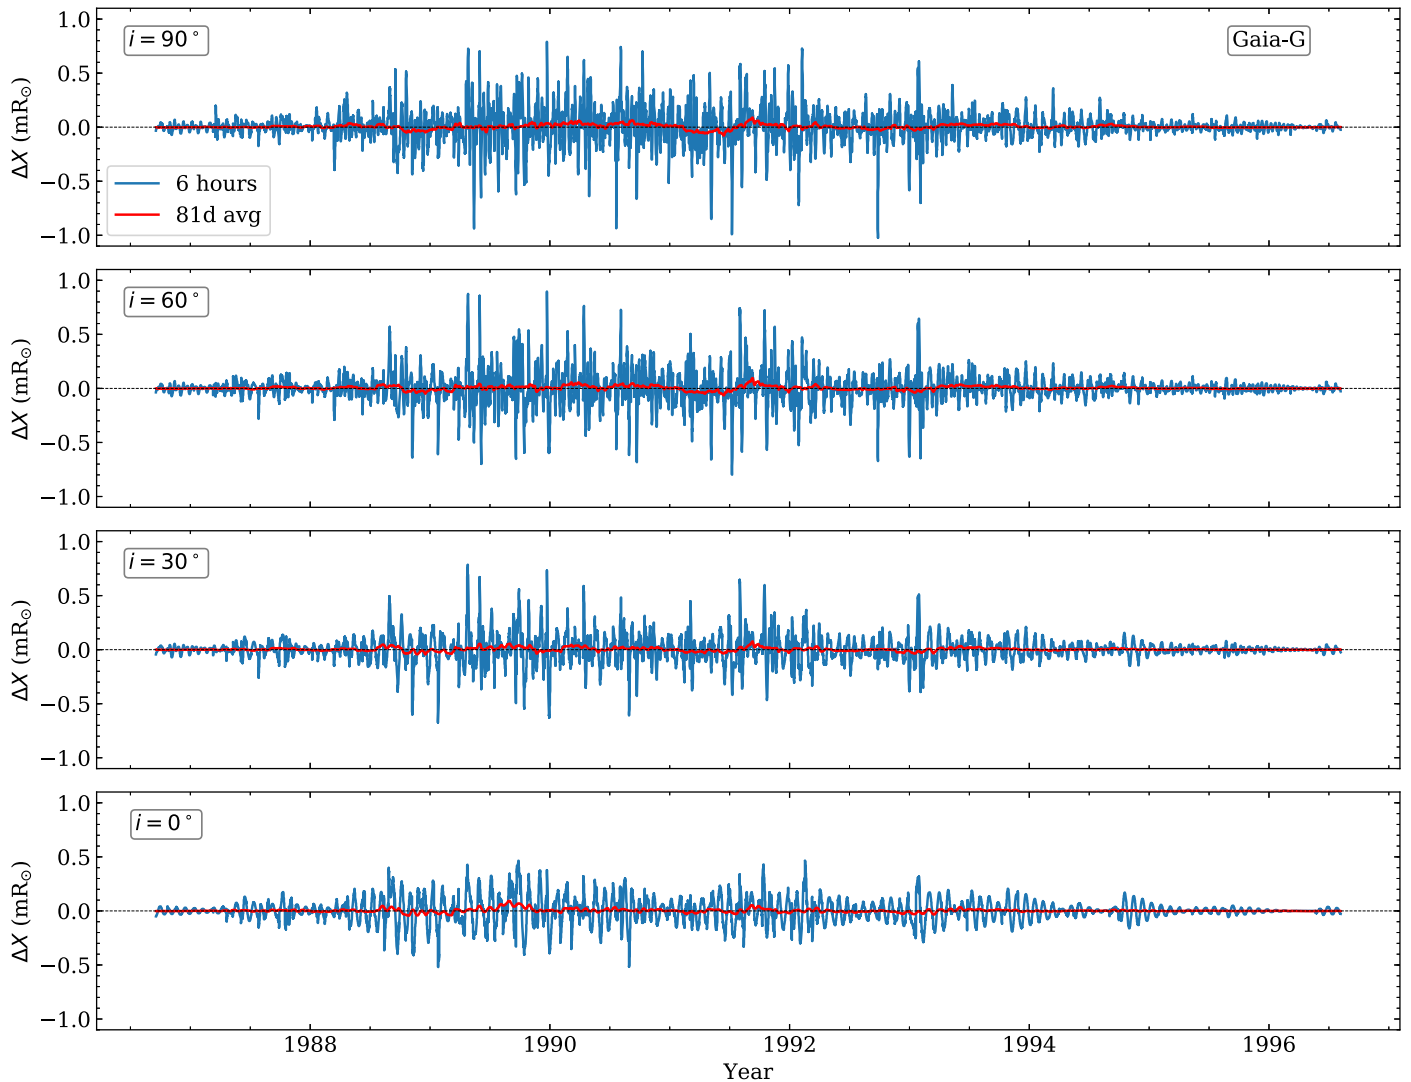 1.0
0.5
0.0
−0.5
−1.0
ΔX (mR⊙)
i = 90°
Gaia-G
6 hours
81d avg
1.0
0.5
0.0
−0.5
−1.0
ΔX (mR⊙)
i = 60°
1.0
0.5
0.0
−0.5
−1.0
ΔX (mR⊙)
i = 30°
1.0
0.5
0.0
−0.5
−1.0
ΔX (mR⊙)
i = 0°
1988 1990 1992 1994 1996
Year